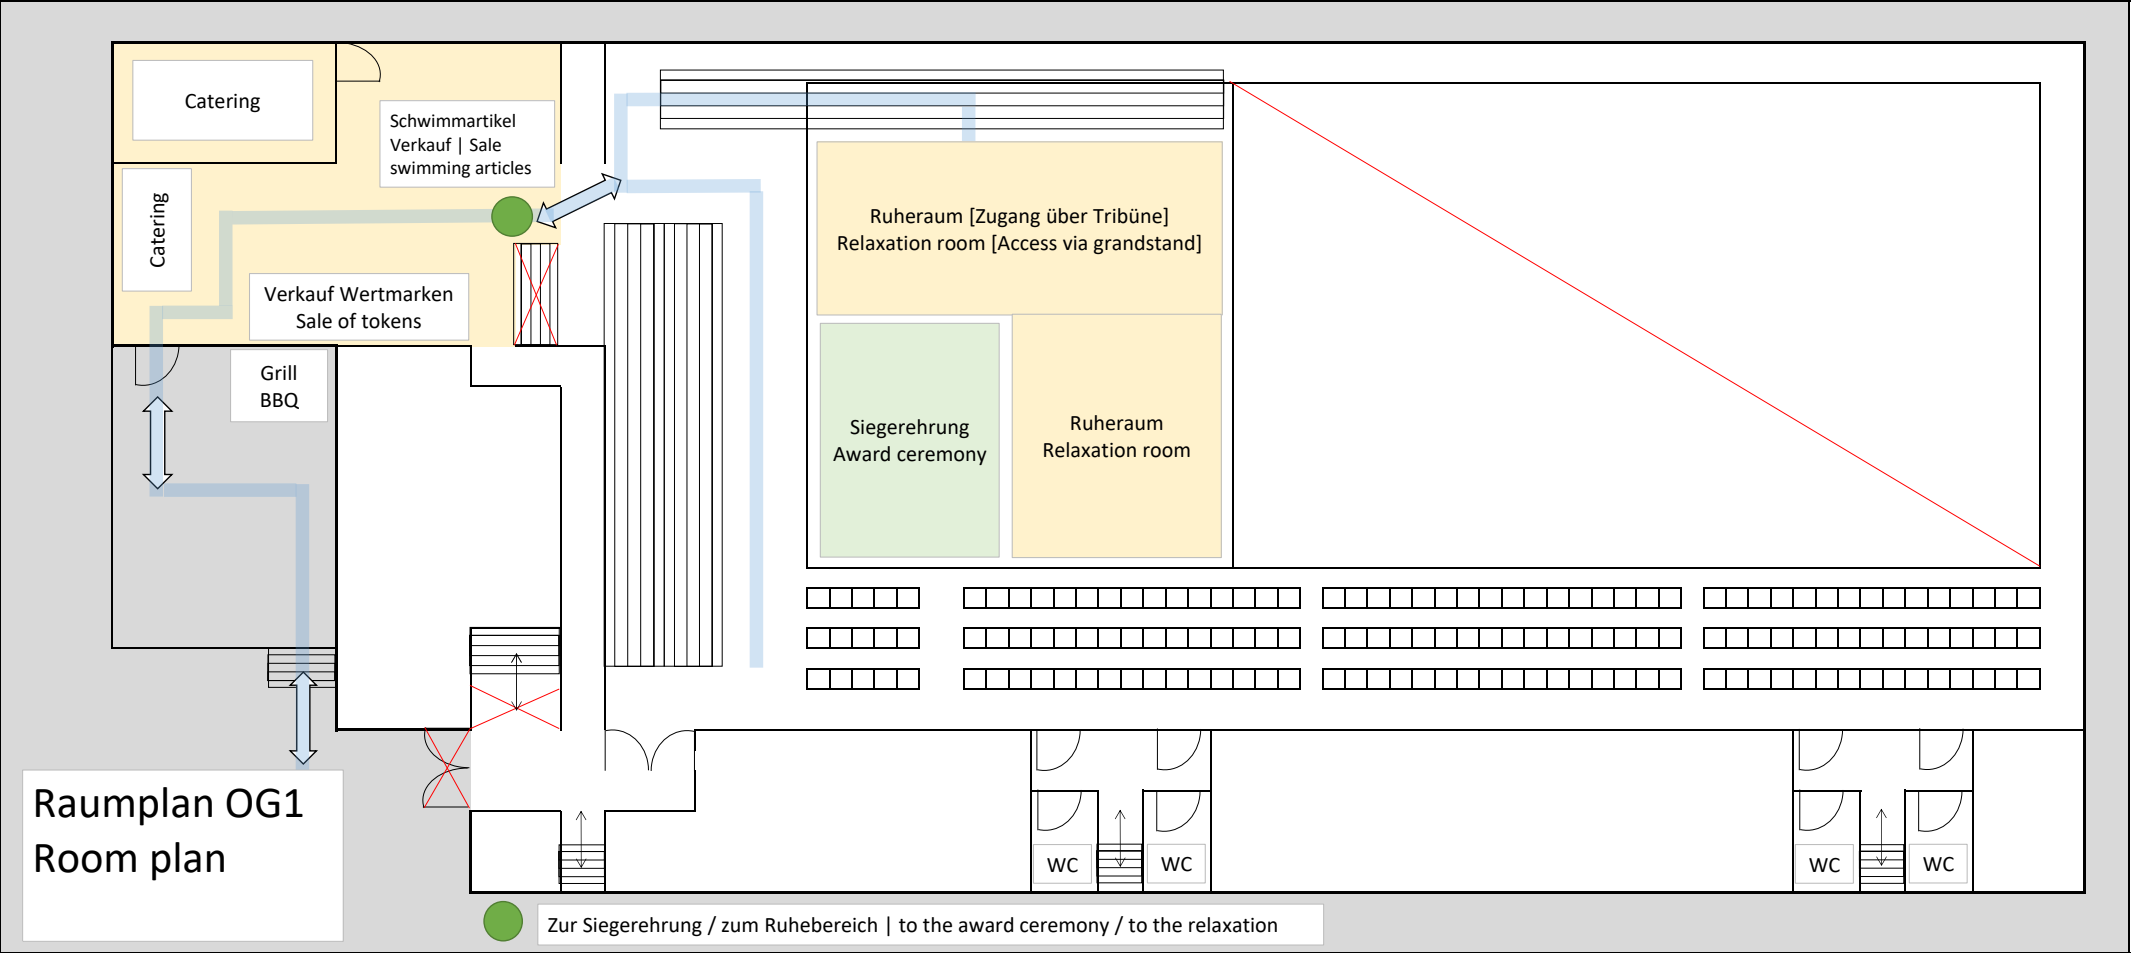 Catering
Schwimmartikel
Verkauf | Sale
swimming articles
Catering
Verkauf Wertmarken
Sale of tokens
Grill
BBQ
Ruheraum [Zugang über Tribüne]
Relaxation room [Access via grandstand]
Siegerehrung
Award ceremony
Ruheraum
Relaxation room
Raumplan OG1
Room plan
WC
WC
WC
WC
Zur Siegerehrung / zum Ruhebereich | to the award ceremony / to the relaxation